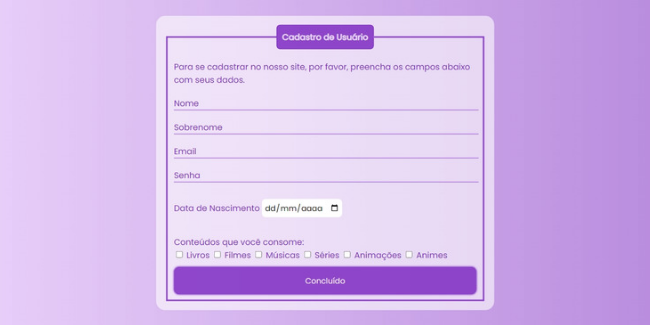 Cadastro de Usuário
Para se cadastrar no nosso site, por favor, preencha os campos abaixo
com seus dados.
Nome
Sobrenome
Email
Senha
Data de Nascimento dd/mm/aaaa
Conteúdos que você consome:
Livros Filmes Músicas Séries Animações Animes
Concluído